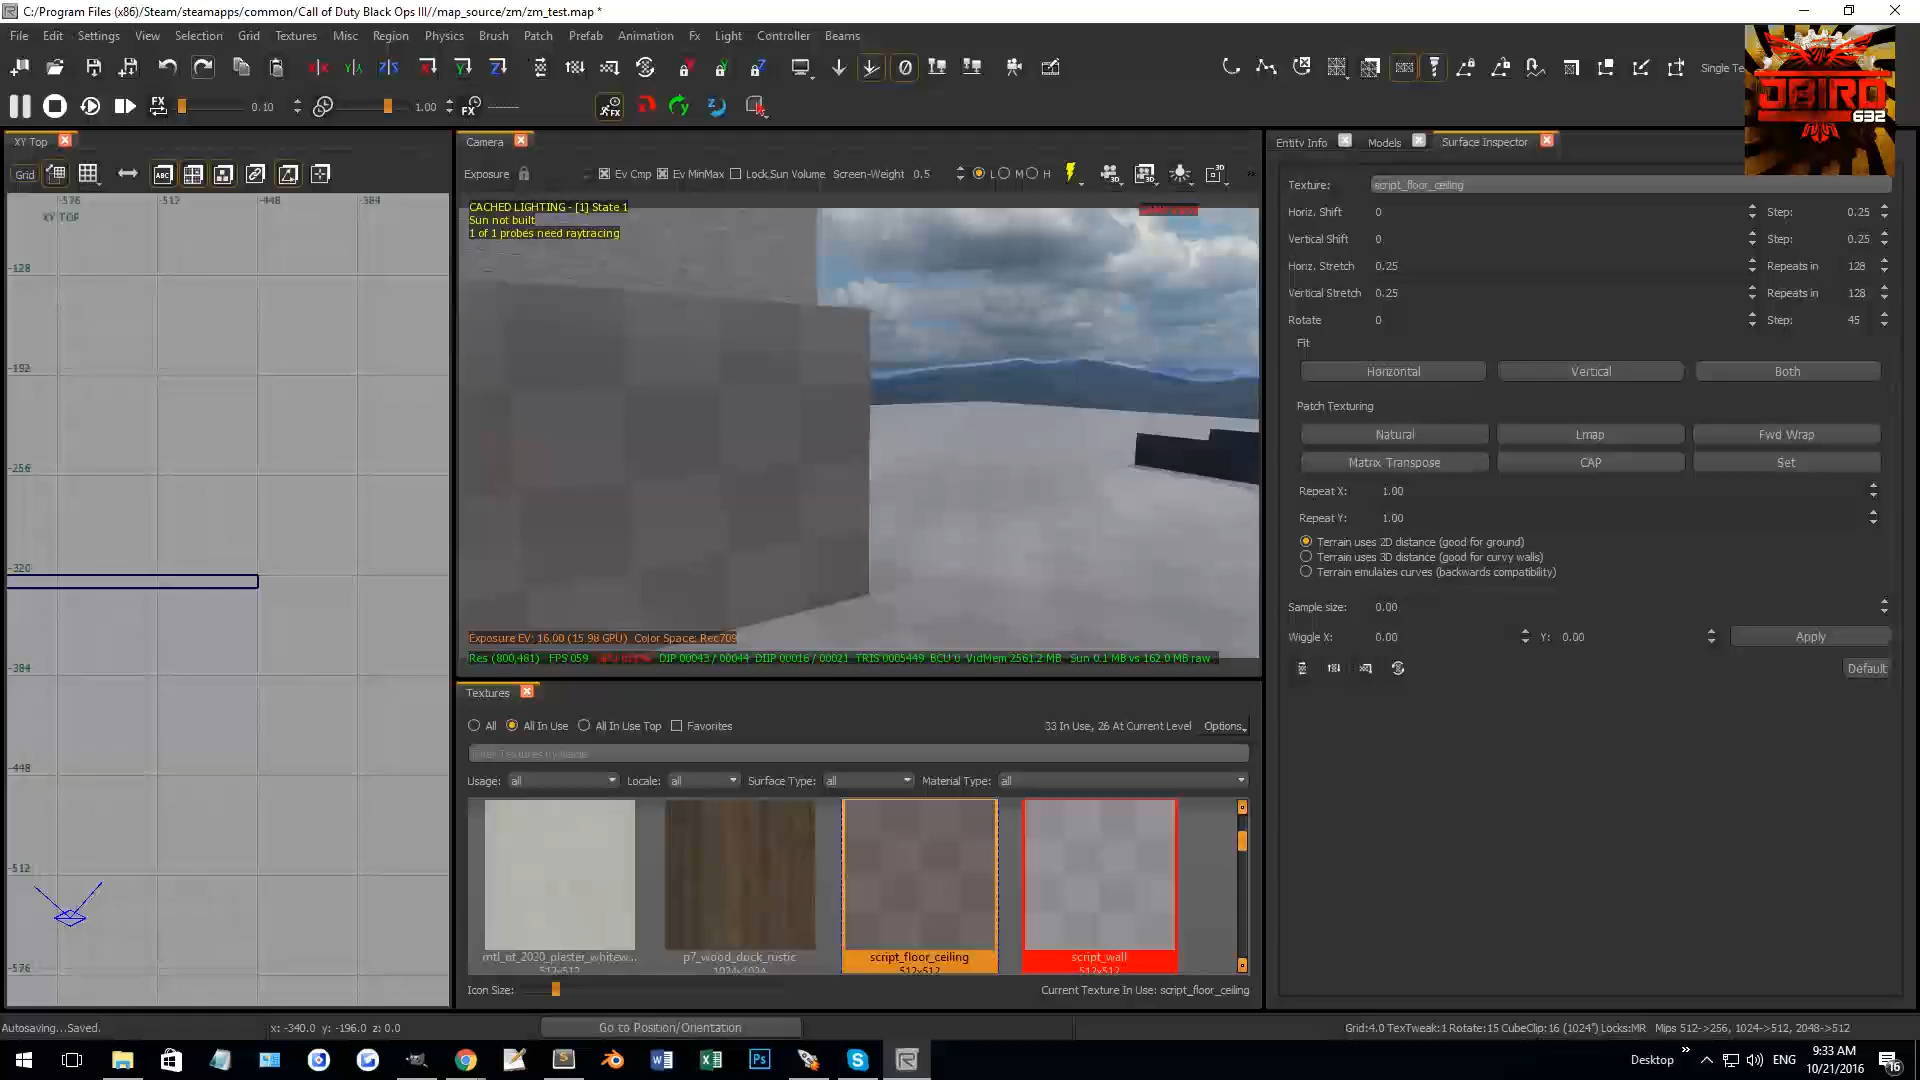 C:/Program Files (x86)/Steam/steamapps/common/Call of Duty Black Ops III//map_source/zm/zm_test.map *
File Edit Settings View Selection Grid Textures Misc Region Physics Brush Patch Prefab Animation Fx Light Controller Beams
Single Te
JBIRD
632
FX 0.10 1.00 FX
XY Top
Camera
Entity Info Models Surface Inspector
Grid ABC
Exposure Ev Cmp Ev MinMax Lock Sun Volume Screen-Weight 0.5 L M H
-576 -512 -448 -384
XY TOP
-128
-192
-256
-320
-384
-448
-512
-576
CACHED LIGHTING - [1] State 1
Sun not built
1 of 1 probes need raytracing
Exposure EV: 16.00 (15.98 GPU) Color Space: Rec709
Res (800,481) FPS 059 DIP 00043 / 00044 DIIP 00016 / 00021 TRIS 0005449 BCU 0 VidMem 2561.2 MB Sun 0.1 MB vs 162.0 MB raw
Texture: script_floor_ceiling
Horiz. Shift 0 Step: 0.25
Vertical Shift 0 Step: 0.25
Horiz. Stretch 0.25 Repeats in 128
Vertical Stretch 0.25 Repeats in 128
Rotate 0 Step: 45
Fit
Horizontal Vertical Both
Patch Texturing
Natural Lmap Fwd Wrap
Matrix Transpose CAP Set
Repeat X: 1.00
Repeat Y: 1.00
Terrain uses 2D distance (good for ground)
Terrain uses 3D distance (good for curvy walls)
Terrain emulates curves (backwards compatibility)
Sample size: 0.00
Wiggle X: 0.00 Y: 0.00 Apply
Default
Textures
All All In Use All In Use Top Favorites 33 In Use, 26 At Current Level Options
Filter Textures by Name
Usage: all Locale: all Surface Type: all Material Type: all
mtl_at_2020_plaster_whitew...
512x512
p7_wood_dock_rustic
1024x1024
script_floor_ceiling
512x512
script_wall
512x512
Icon Size: Current Texture In Use: script_floor_ceiling
Autosaving...Saved. x: -340.0 y: -196.0 z: 0.0 Go to Position/Orientation Grid:4.0 TexTweak:1 Rotate:15 CubeClip:16 (1024") Locks:MR Mips 512->256, 1024->512, 2048->512
Desktop ENG 9:33 AM
10/21/2016 16